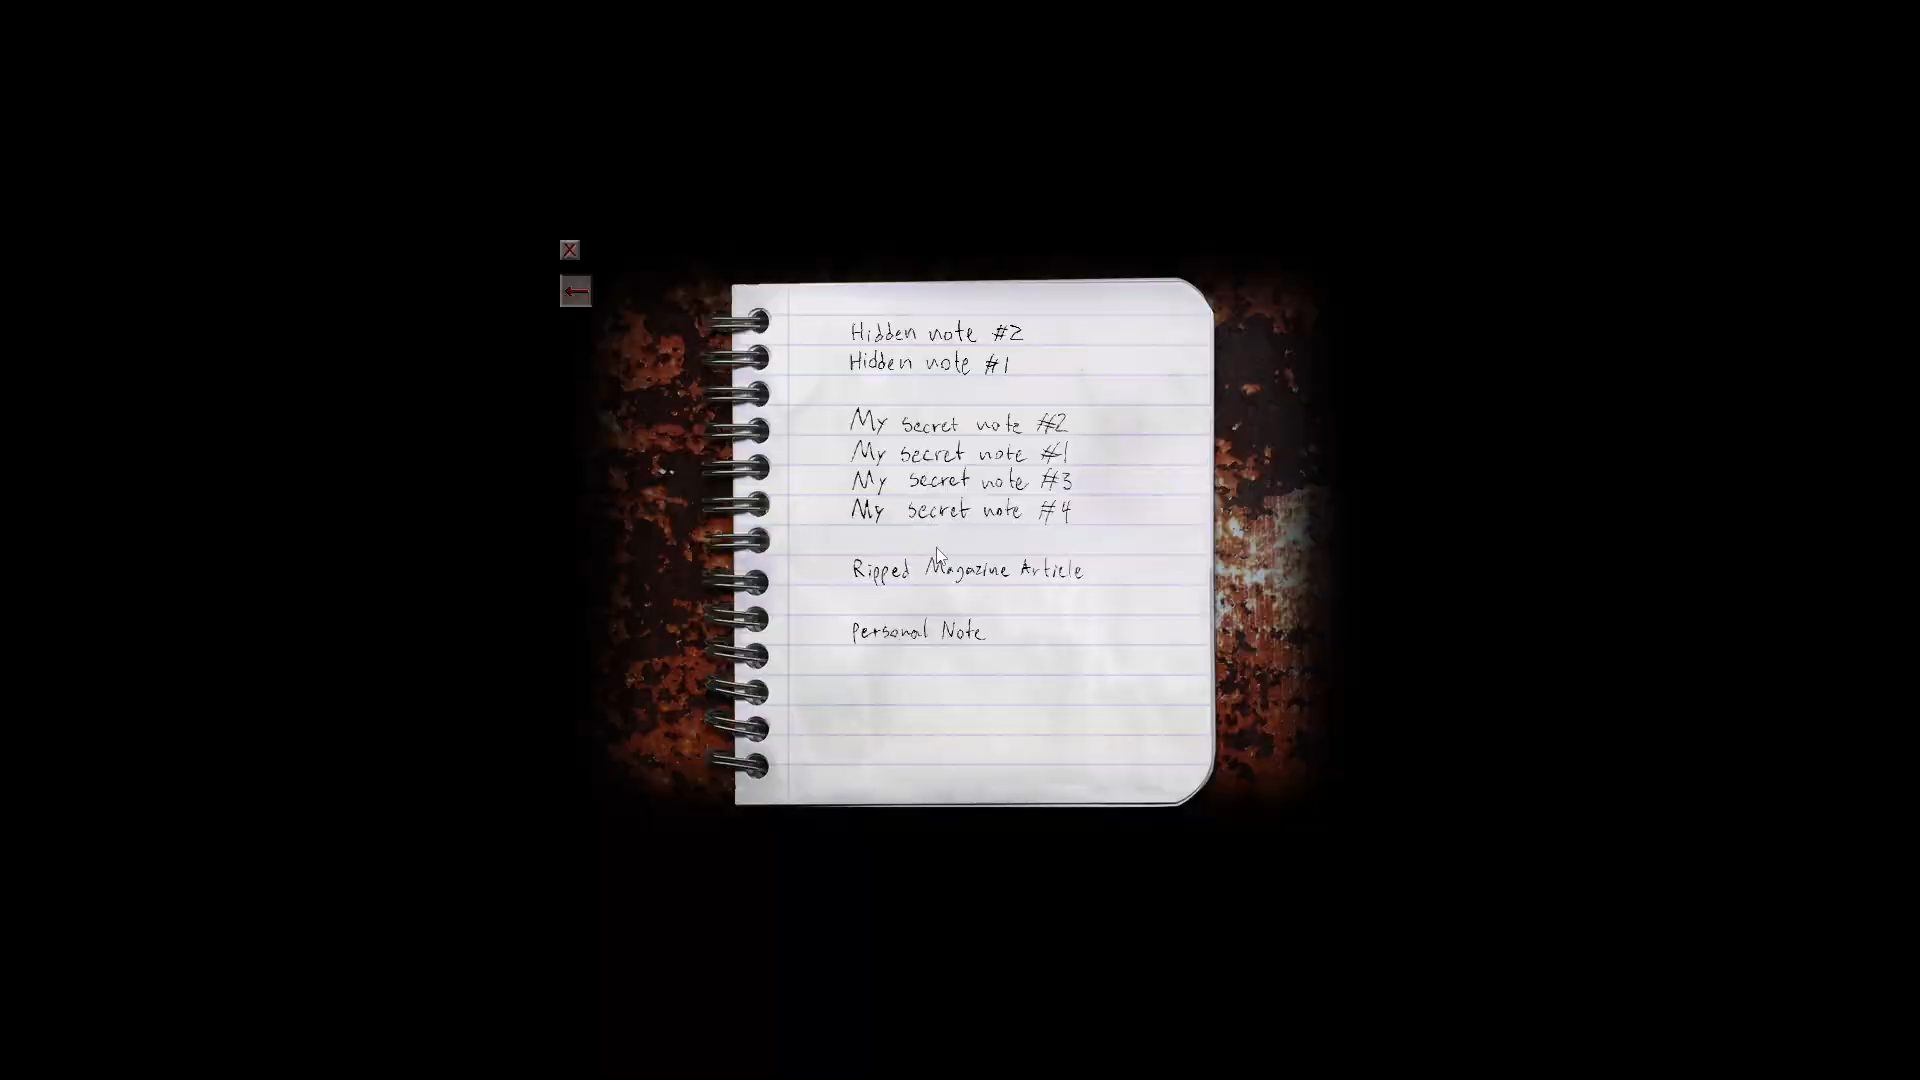 Hidden note #2
Hidden note #1
My secret note #2
My secret note #1
My secret note #3
My secret note #4
Ripped Magazine Article
Personal Note